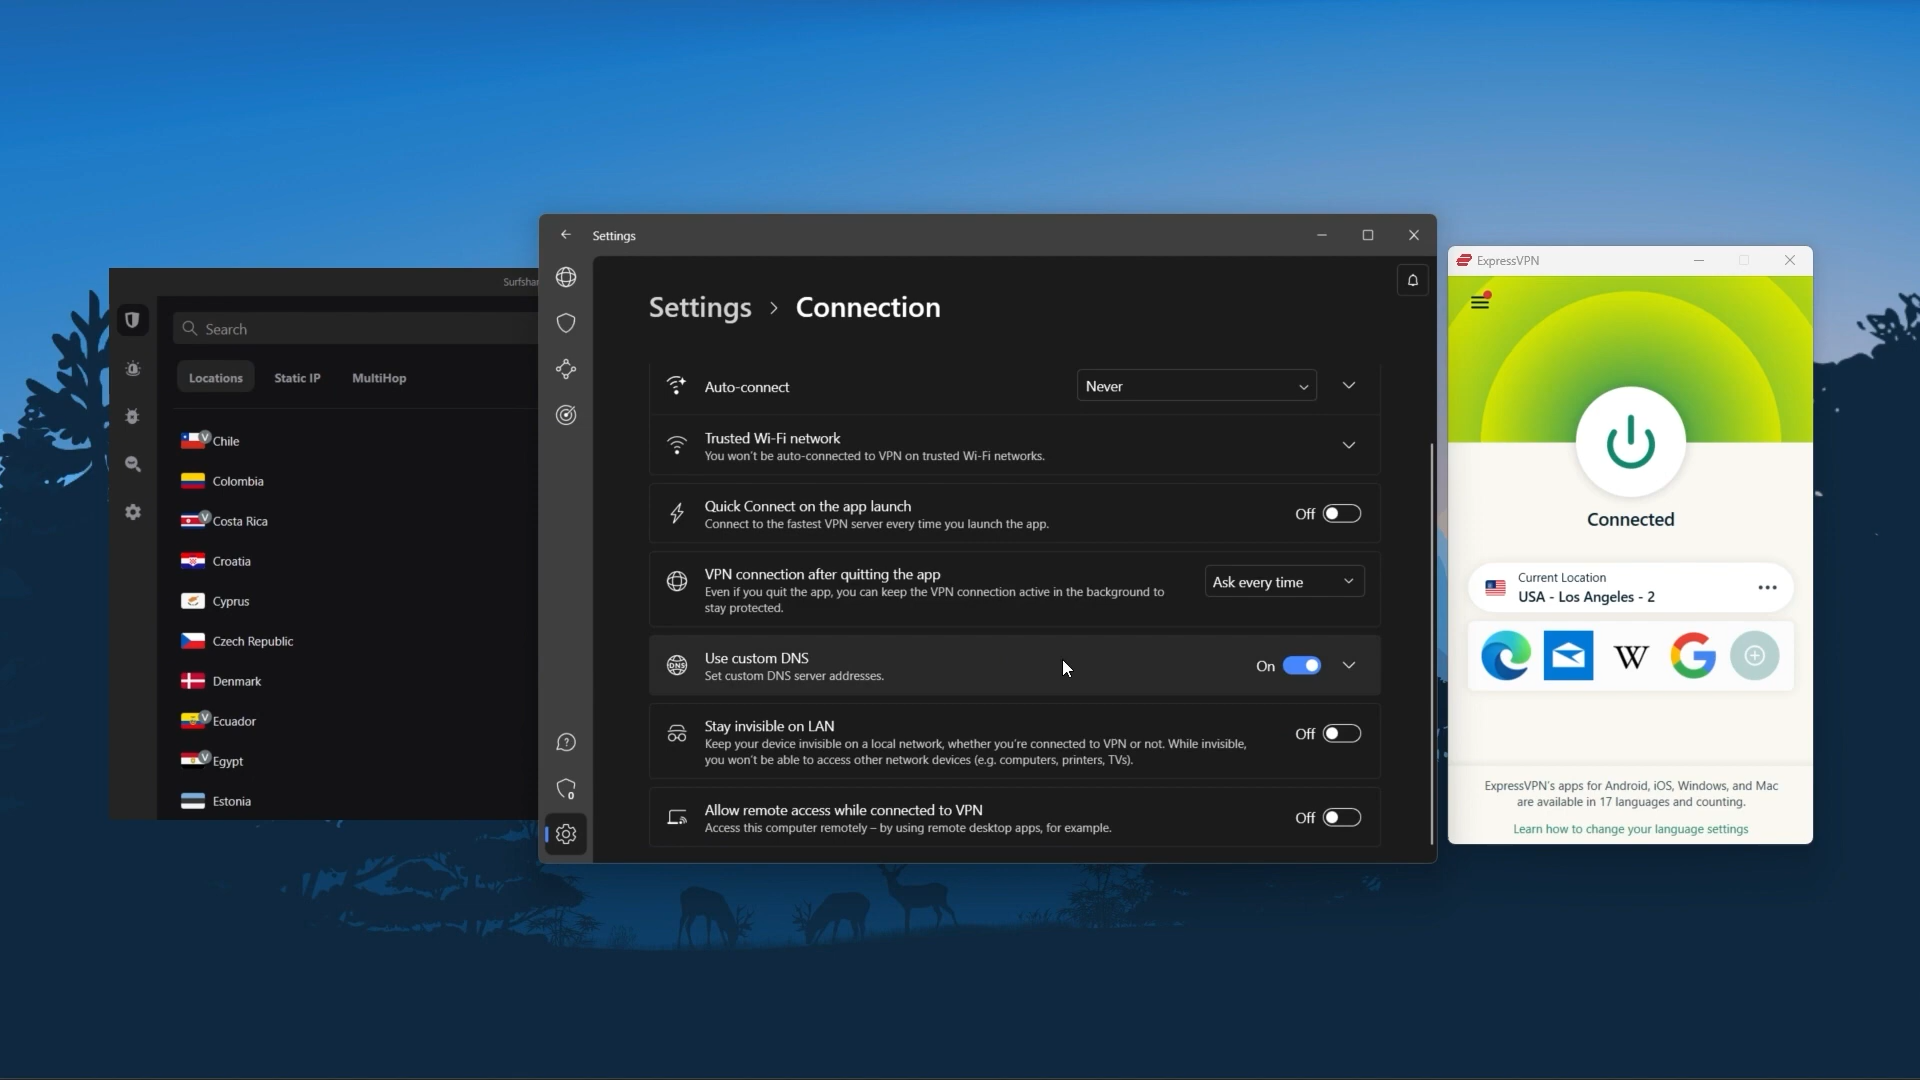 Surfshar
Search
Locations
Static IP
MultiHop
Chile
Colombia
Costa Rica
Croatia
Cyprus
Czech Republic
Denmark
Ecuador
Egypt
Estonia
Settings
Settings > Connection
Auto-connect
Never
Trusted Wi-Fi network
You won't be auto-connected to VPN on trusted Wi-Fi networks.
Quick Connect on the app launch
Connect to the fastest VPN server every time you launch the app.
Off
VPN connection after quitting the app
Even if you quit the app, you can keep the VPN connection active in the background to
stay protected.
Ask every time
DNS
Use custom DNS
Set custom DNS server addresses.
On
Stay invisible on LAN
Keep your device invisible on a local network, whether you're connected to VPN or not. While invisible,
you won't be able to access other network devices (e.g. computers, printers, TVs).
Off
Allow remote access while connected to VPN
Access this computer remotely – by using remote desktop apps, for example.
Off
ExpressVPN
Connected
Current Location
USA - Los Angeles - 2
W
G
ExpressVPN's apps for Android, iOS, Windows, and Mac
are available in 17 languages and counting.
Learn how to change your language settings